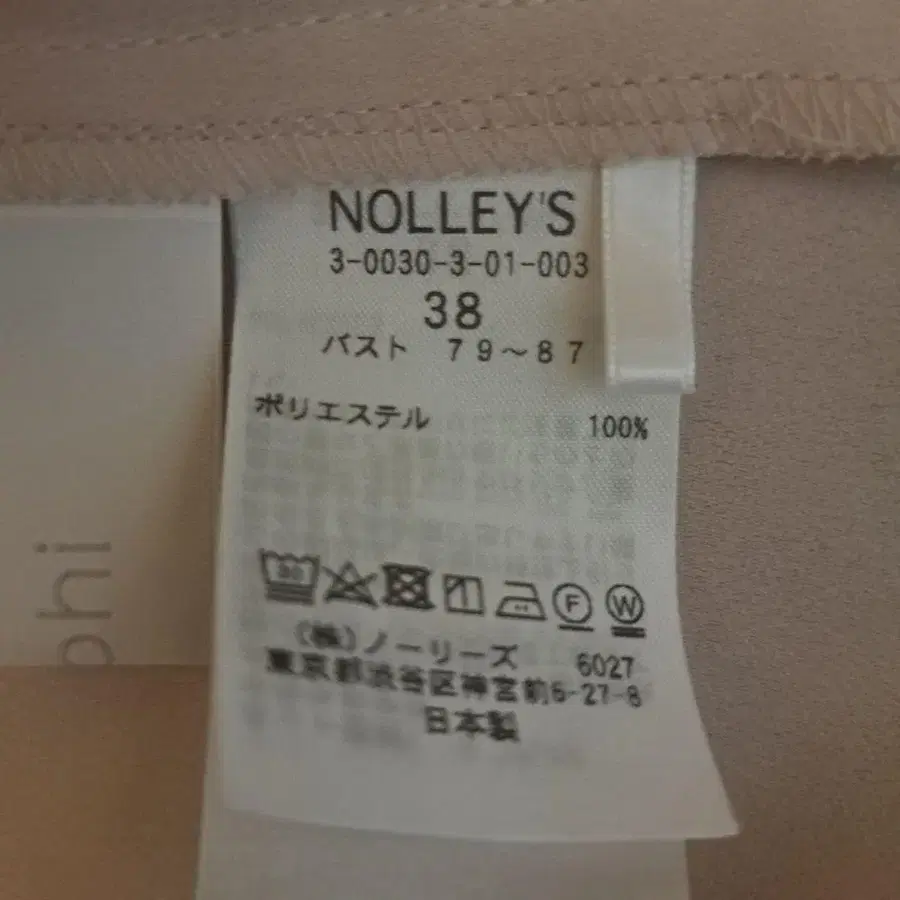 NOLLEY'S
3-0030-3-01-003
38
バスト 79～87
ポリエステル 100%
30
F W
(株)ノーリーズ 6027
東京都渋谷区神宮前6-27-8
日本製
phi